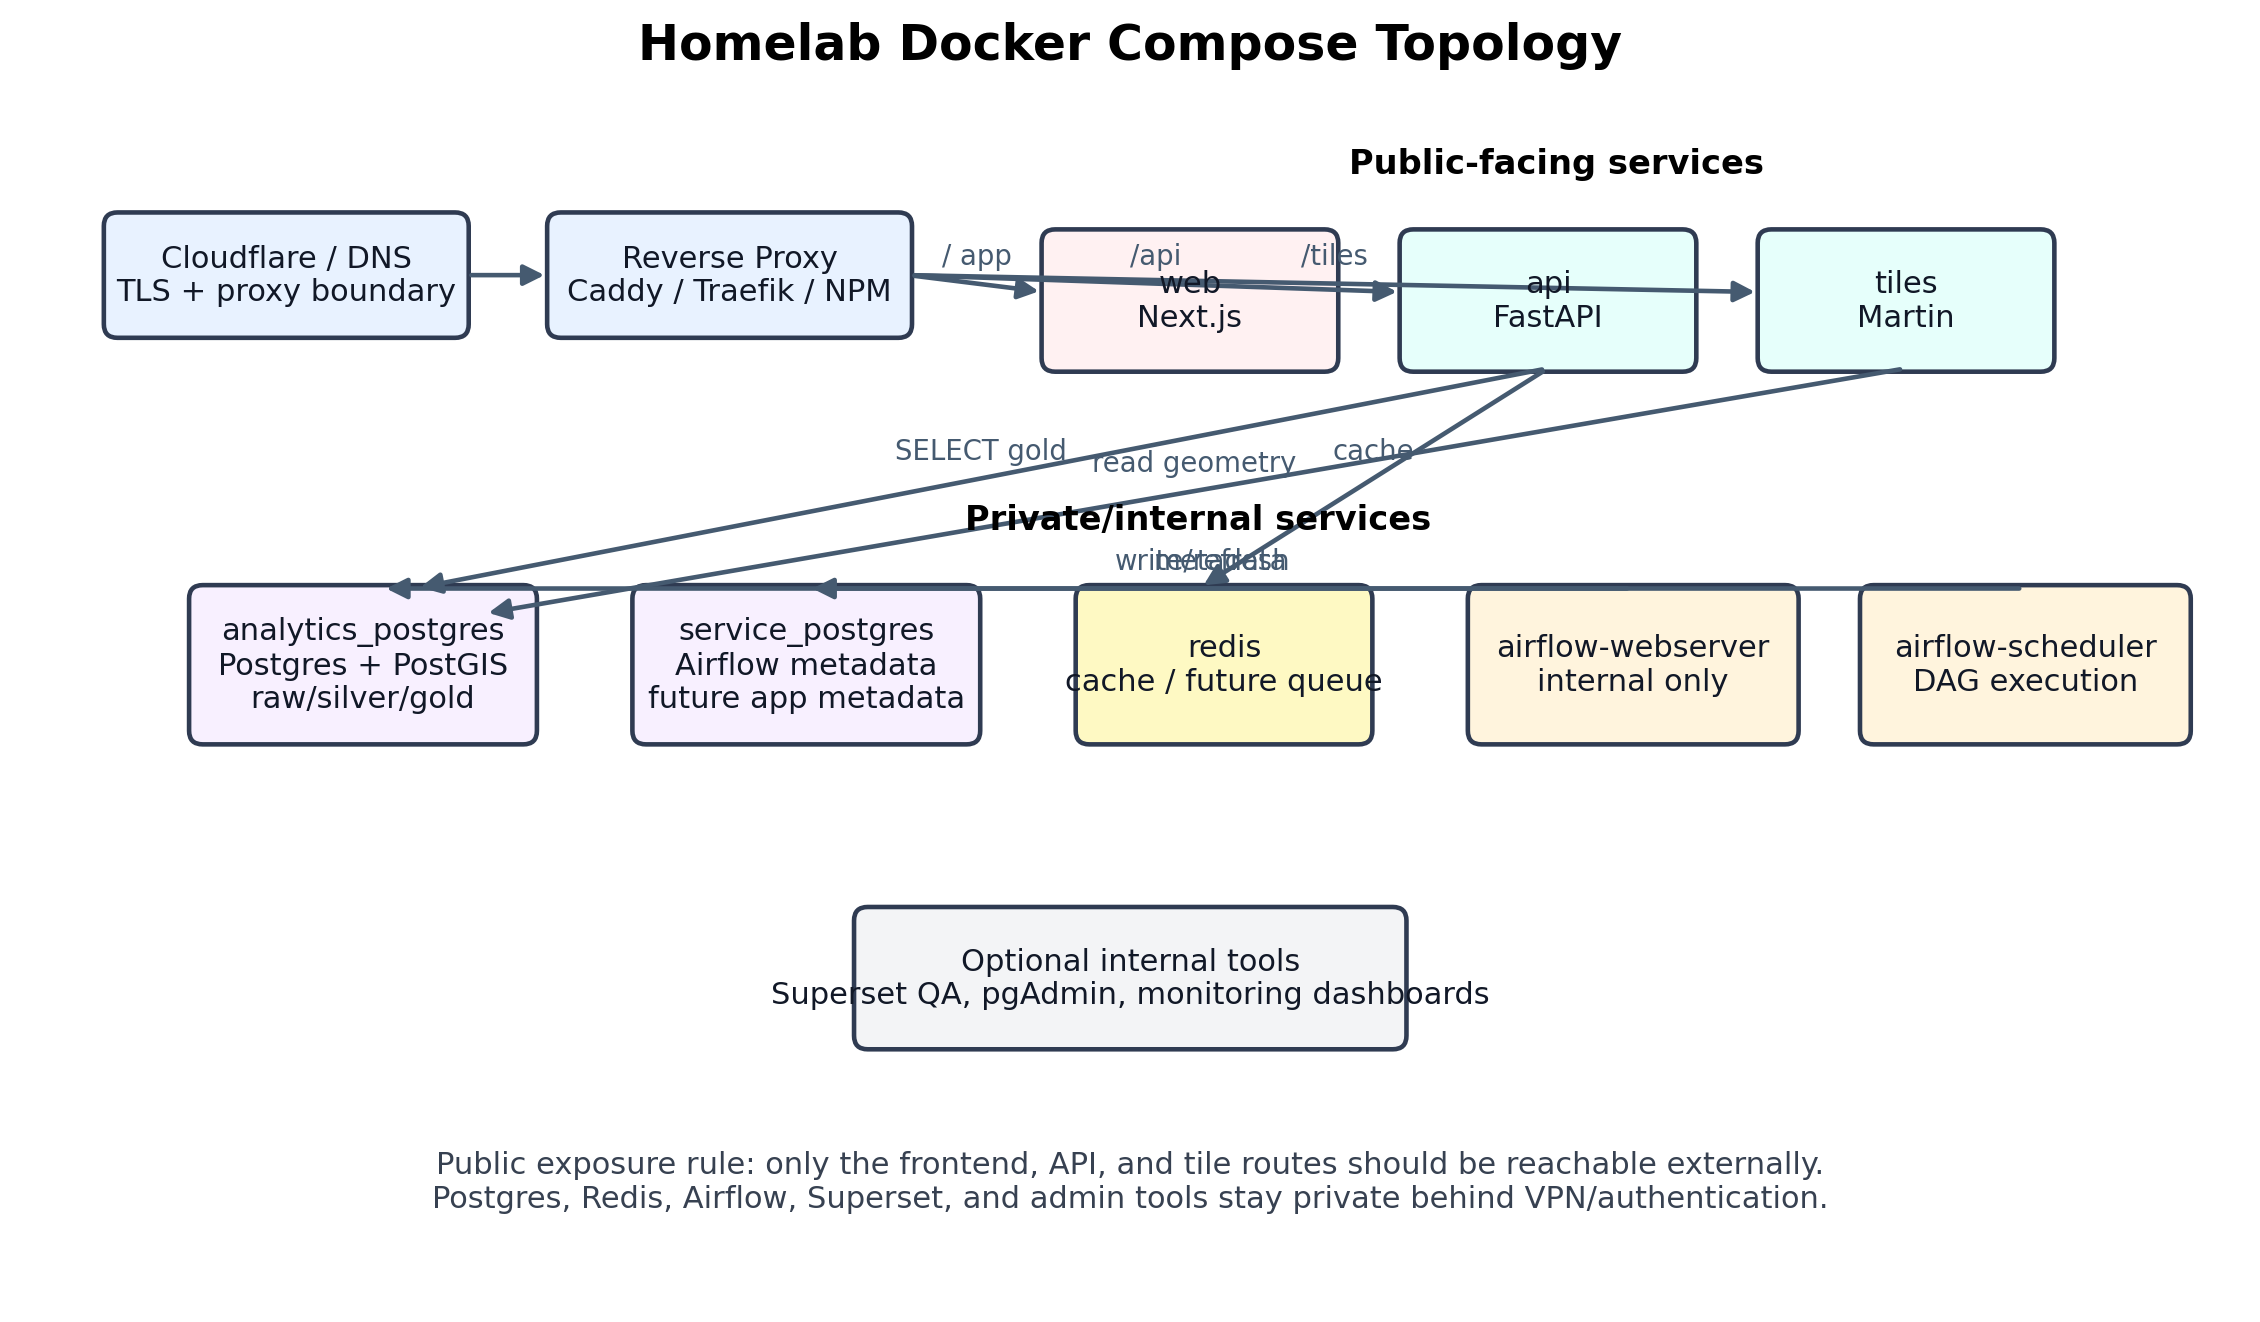 Homelab Docker Compose Topology
Public-facing services
Cloudflare / DNS
TLS + proxy boundary
Reverse Proxy
Caddy / Traefik / NPM
/ app
/api
/tiles
web
Next.js
api
FastAPI
tiles
Martin
SELECT gold
read geometry
cache
Private/internal services
write/refresh
metadata
analytics_postgres
Postgres + PostGIS
raw/silver/gold
service_postgres
Airflow metadata
future app metadata
redis
cache / future queue
airflow-webserver
internal only
airflow-scheduler
DAG execution
Optional internal tools
Superset QA, pgAdmin, monitoring dashboards
Public exposure rule: only the frontend, API, and tile routes should be reachable externally.
Postgres, Redis, Airflow, Superset, and admin tools stay private behind VPN/authentication.